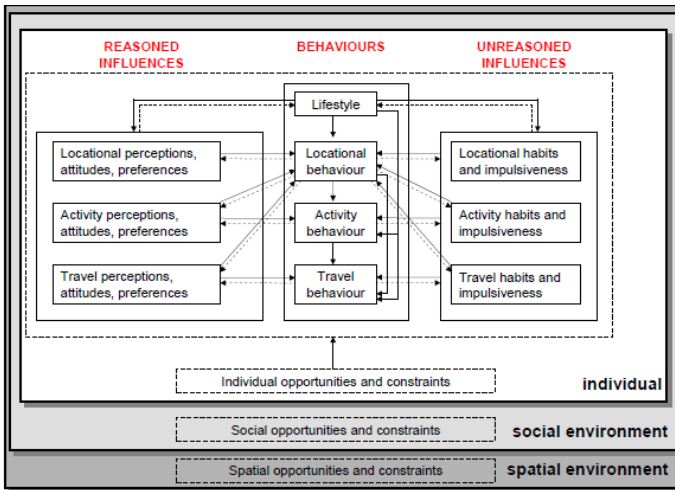 REASONED
INFLUENCES
BEHAVIOURS
UNREASONED
INFLUENCES
Lifestyle
Locational perceptions,
attitudes, preferences
Locational
behaviour
Locational habits
and impulsiveness
Activity perceptions,
attitudes, preferences
Activity
behaviour
Activity habits and
impulsiveness
Travel perceptions,
attitudes, preferences
Travel
behaviour
Travel habits and
impulsiveness
Individual opportunities and constraints
individual
Social opportunities and constraints
social environment
Spatial opportunities and constraints
spatial environment